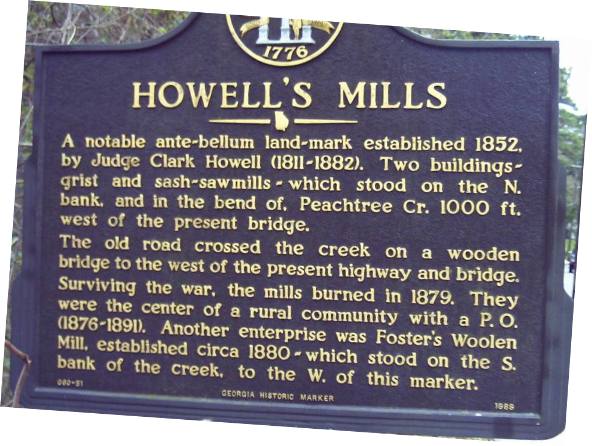 1776
HOWELL'S MILLS
A notable ante-bellum land-mark established 1852,
by Judge Clark Howell (1811-1882). Two buildings-
grist and sash-sawmills-which stood on the N.
bank, and in the bend of, Peachtree Cr. 1000 ft.
west of the present bridge.
The old road crossed the creek on a wooden
bridge to the west of the present highway and bridge.
Surviving the war, the mills burned in 1879. They
were the center of a rural community with a P.O.
(1876-1891). Another enterprise was Foster's Woolen
Mill, established circa 1880-which stood on the S.
bank of the creek, to the W. of this marker.
060-51 GEORGIA HISTORIC MARKER 1989